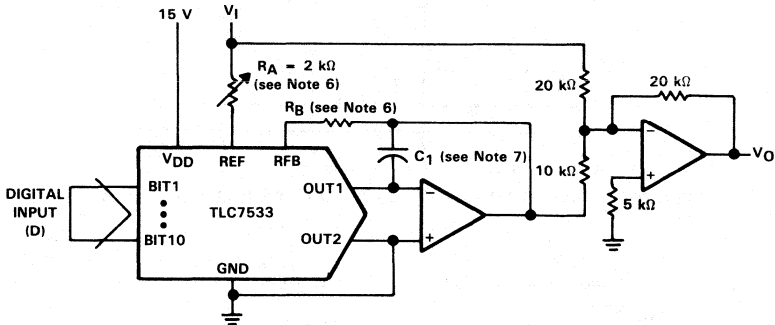 15 V
VI
RA = 2 kΩ
(see Note 6)
RB (see Note 6)
20 kΩ
20 kΩ
C1 (see Note 7)
10 kΩ
5 kΩ
VO
VDD
REF
RFB
DIGITAL
INPUT
(D)
BIT1
BIT10
TLC7533
OUT1
OUT2
GND
−
+
−
+